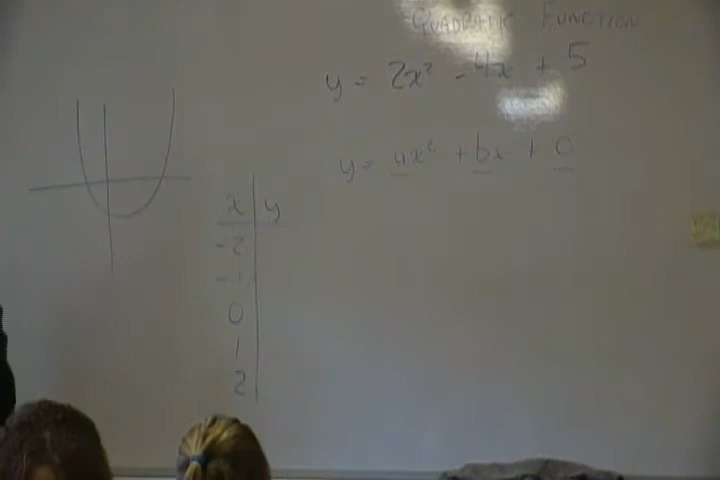 QUADRATIC FUNCTION
y = 2x² - 4x + 5
y = ax² + bx + c
x y
-2
-1
0
1
2